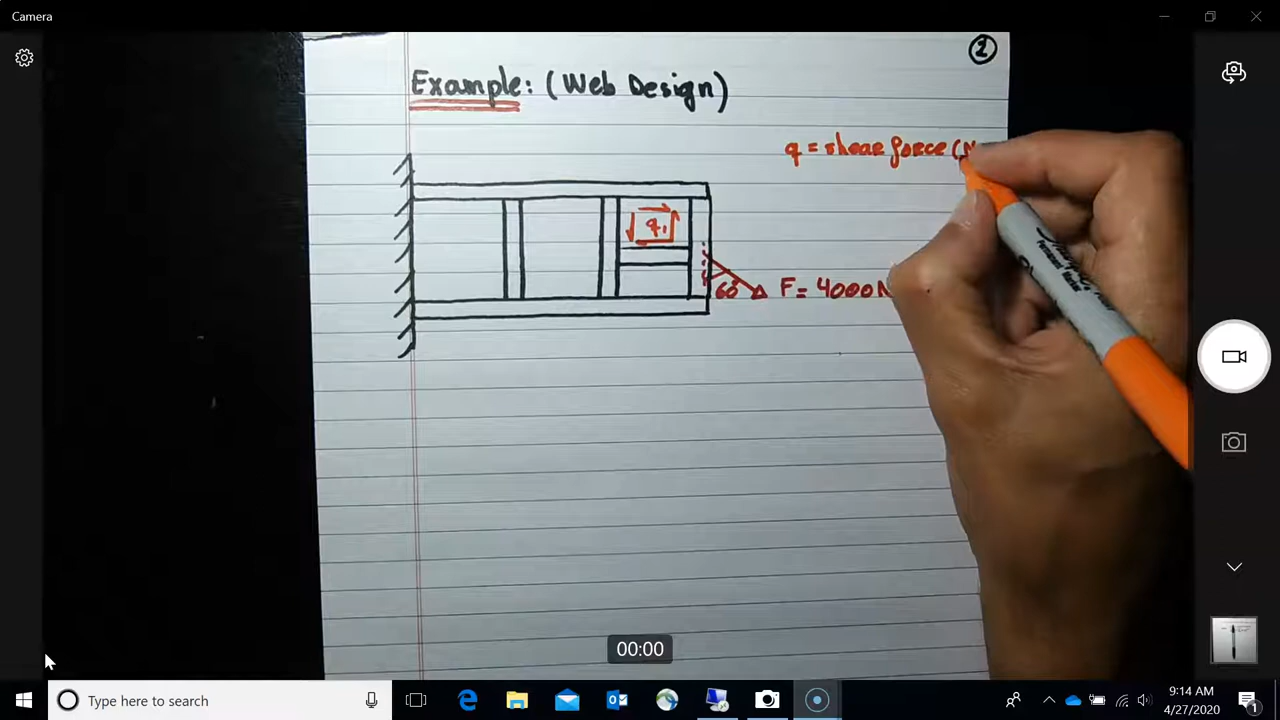 Camera
2
Example: (Web Design)
q = shear force (N
q1
60°
F = 4000N
00:00
Type here to search
9:14 AM
4/27/2020
1